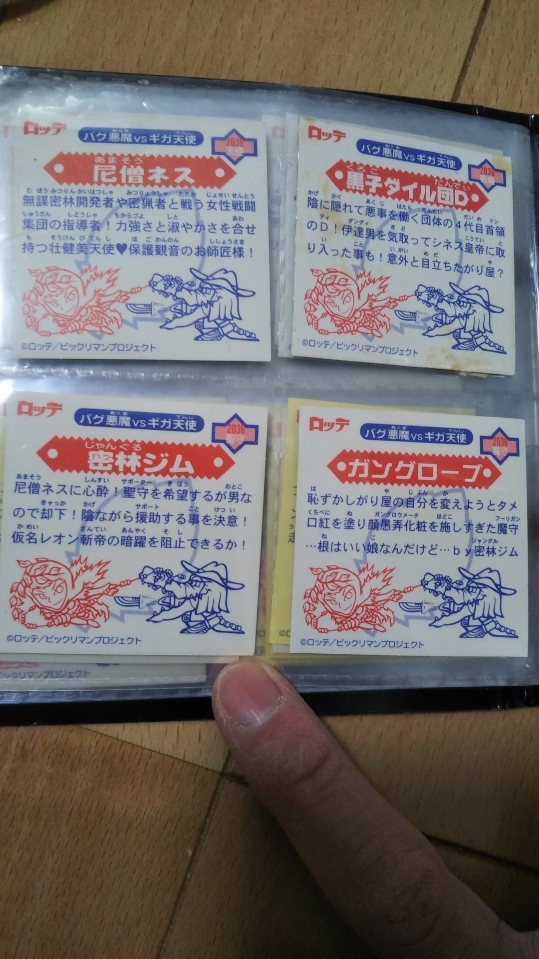 ロッテ
バグ悪魔vsギガ天使
尼僧ネス
無謀密林開発者や密猟者と戦う女性戦闘
集団の指導者!力強さと淑やかさを合せ
持つ壮健美天使♥保護観音のお師匠様!
©ロッテ/ビックリマンプロジェクト
ロッテ
バグ悪魔vsギガ天使
黒子ダイル団D
陰に隠れて悪事を働く団体の4代目首領
のD!伊達男を気取ってシネス皇帝に取
り入った事も!意外と目立ちたがり屋?
©ロッテ/ビックリマンプロジェクト
ロッテ
バグ悪魔vsギガ天使
密林ジム
尼僧ネスに心酔!聖守を希望するが男な
ので却下!陰ながら援助する事を決意!
仮名レオン斬帝の暗躍を阻止できるか!
©ロッテ/ビックリマンプロジェクト
ロッテ
バグ悪魔vsギガ天使
ガングローブ
恥ずかしがり屋の自分を変えようとタメ
口紅を塗り顔愚弄化粧を施しすぎた魔守
…根はいい娘なんだけど…by密林ジム
©ロッテ/ビックリマンプロジェクト